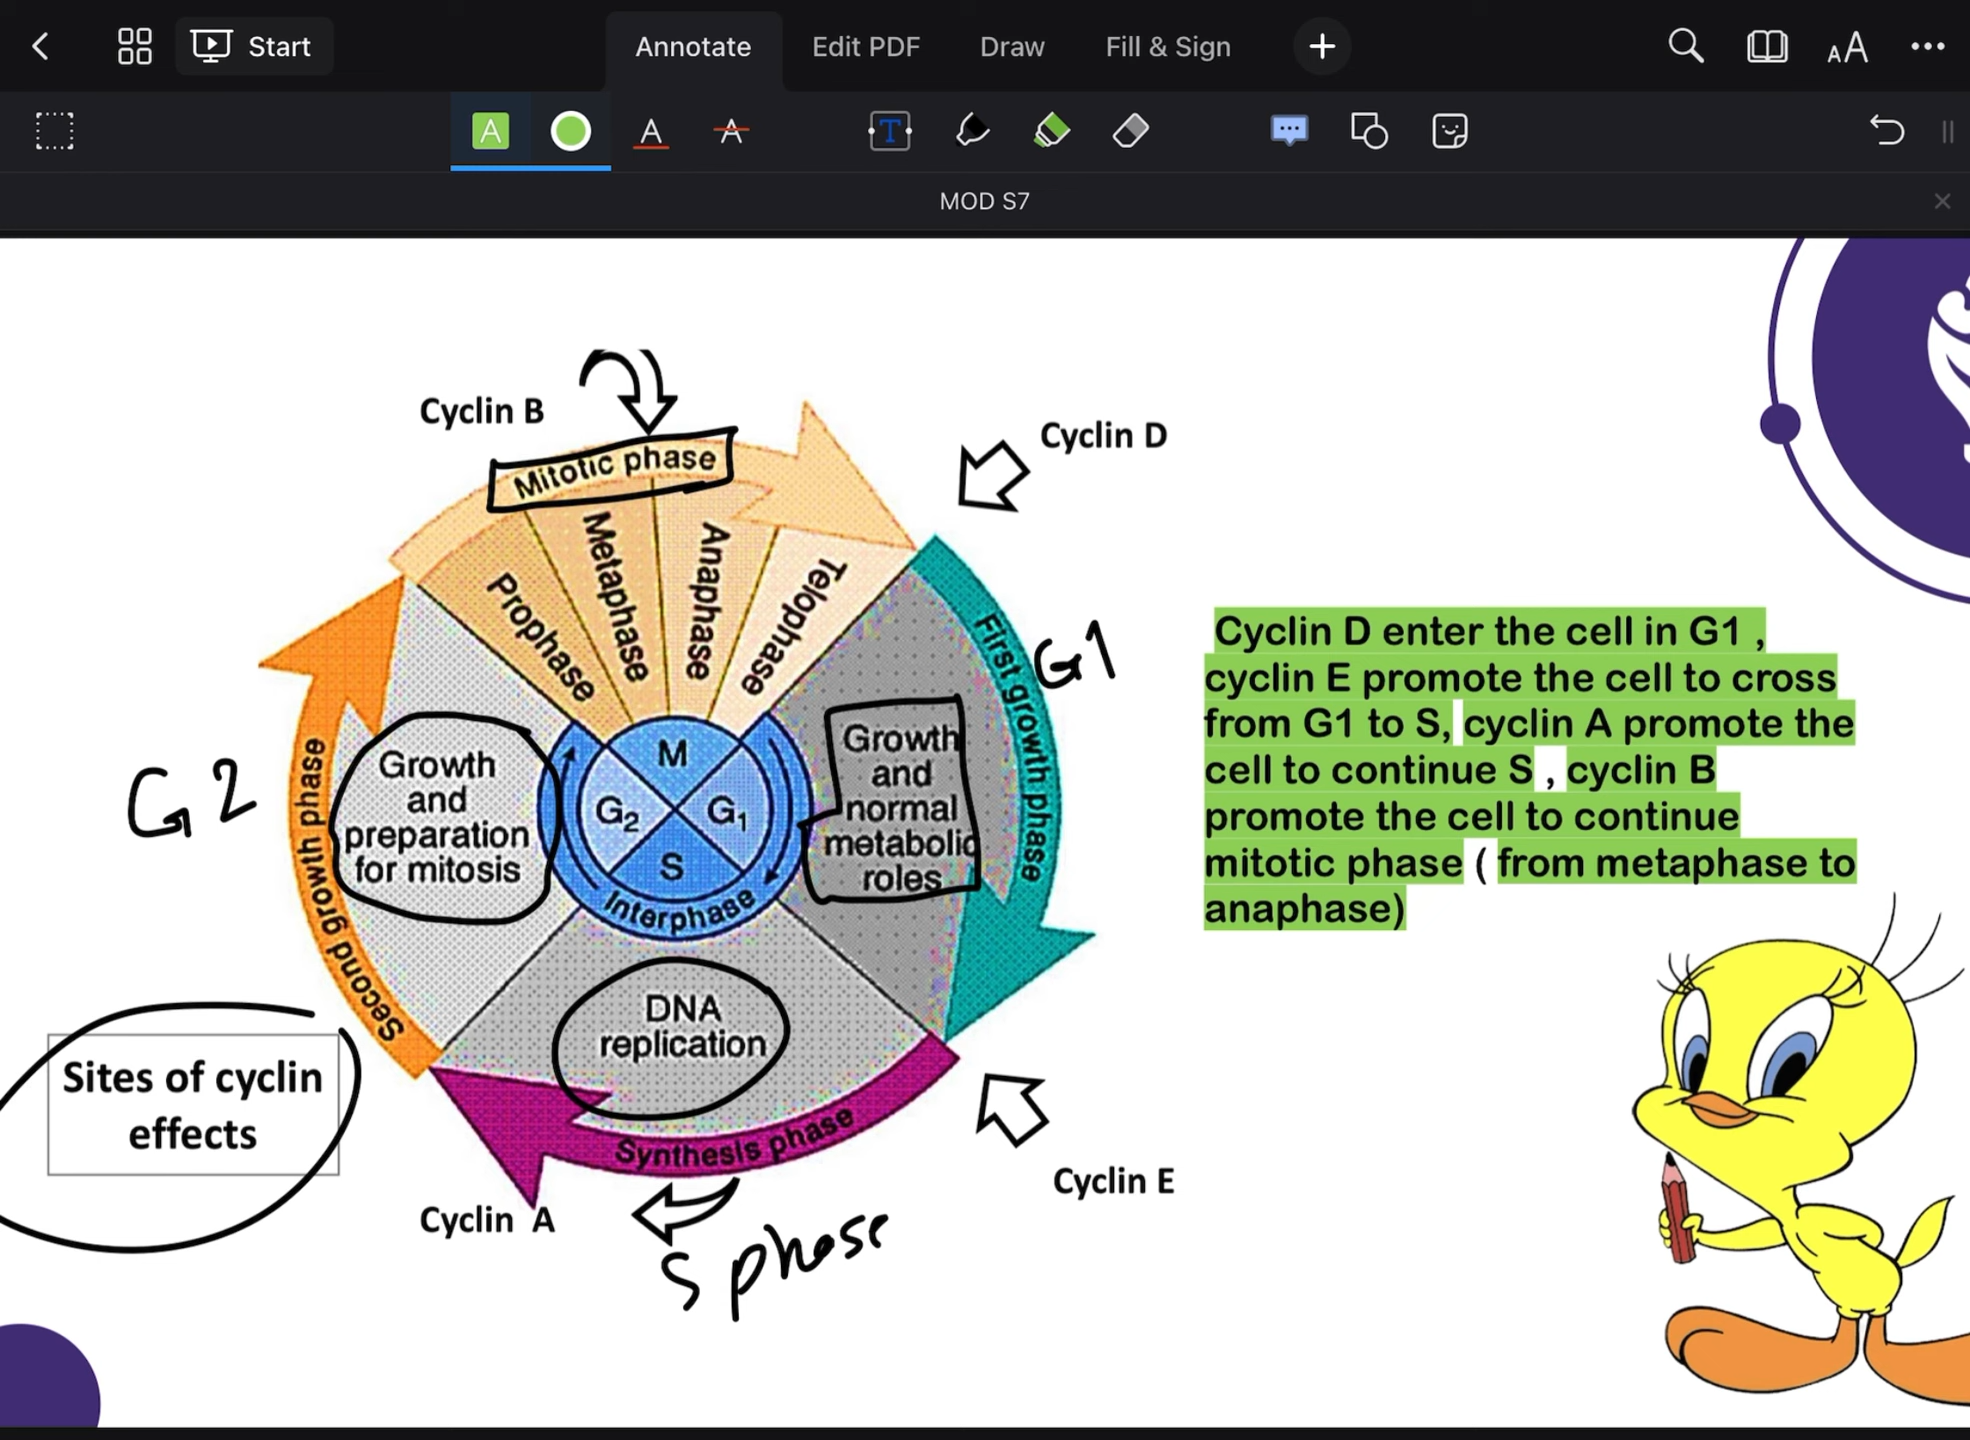 Start
Annotate
Edit PDF
Draw
Fill & Sign
A
A
A
T
AA
MOD S7
Cyclin B
Cyclin D
Mitotic phase
Prophase
Metaphase
Anaphase
Telophase
First growth phase
G1
G2
Second growth phase
Growth
and
preparation
for mitosis
M
G₂
G₁
S
Interphase
Growth
and
normal
metabolic
roles
DNA
replication
Synthesis phase
Sites of cyclin
effects
Cyclin A
Cyclin E
S phase
Cyclin D enter the cell in G1 ,
cyclin E promote the cell to cross
from G1 to S, cyclin A promote the
cell to continue S , cyclin B
promote the cell to continue
mitotic phase ( from metaphase to
anaphase)